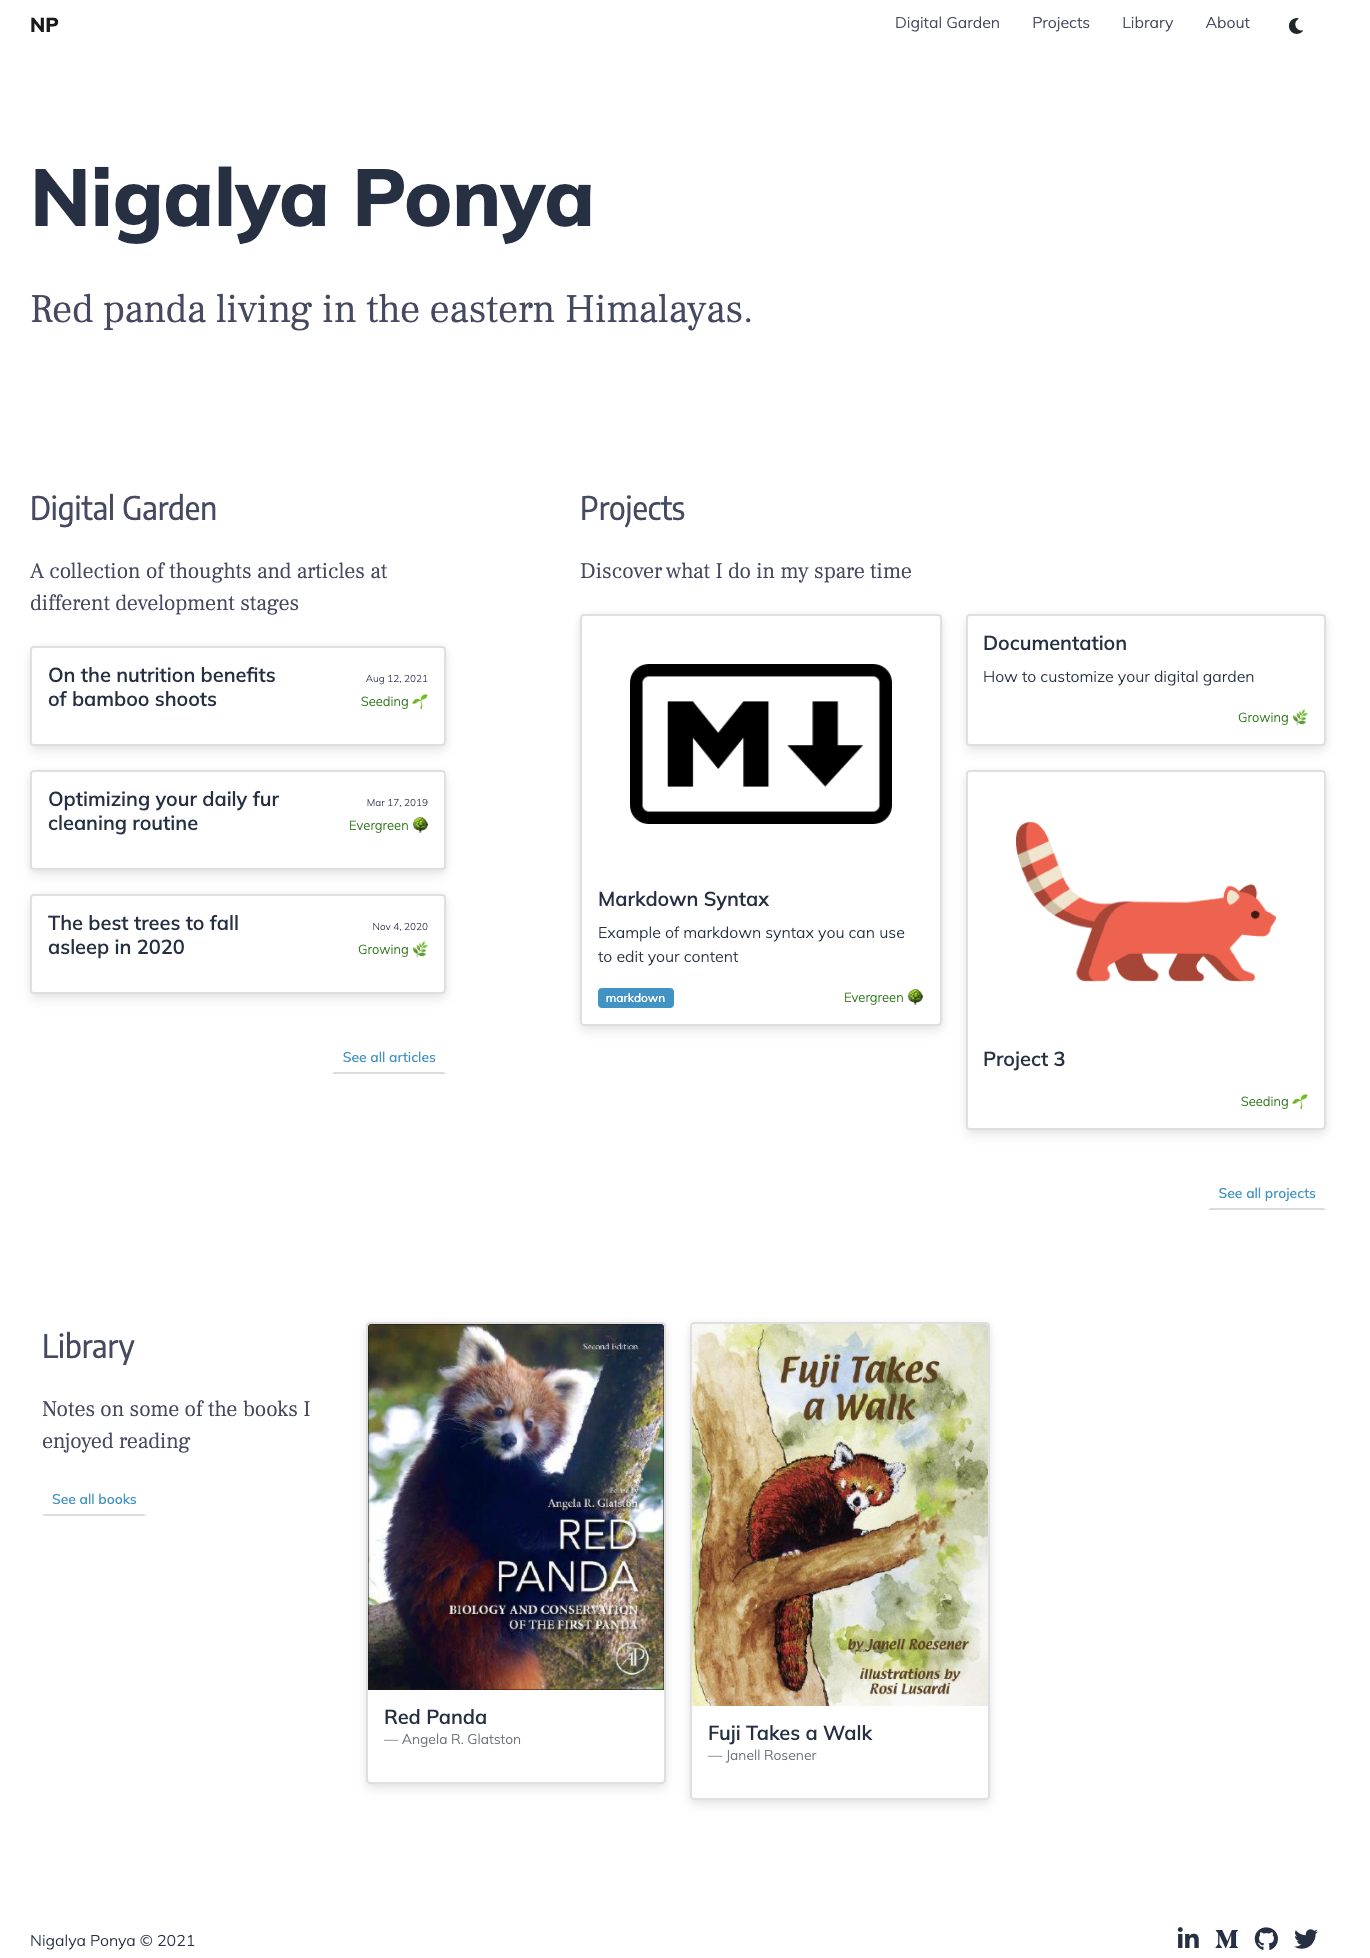 NP
Digital Garden
Projects
Library
About
Nigalya Ponya
Red panda living in the eastern Himalayas.
Digital Garden
A collection of thoughts and articles at
different development stages
On the nutrition benefits
of bamboo shoots
Aug 12, 2021
Seeding
Optimizing your daily fur
cleaning routine
Mar 17, 2019
Evergreen
The best trees to fall
asleep in 2020
Nov 4, 2020
Growing
See all articles
Projects
Discover what I do in my spare time
M
Markdown Syntax
Example of markdown syntax you can use
to edit your content
markdown
Evergreen
Documentation
How to customize your digital garden
Growing
Project 3
Seeding
See all projects
Library
Notes on some of the books I
enjoyed reading
See all books
Second Edition
Edited by
Angela R. Glatston
RED
PANDA
BIOLOGY AND CONSERVATION
OF THE FIRST PANDA
AP
Red Panda
— Angela R. Glatston
Fuji Takes
a Walk
by Janell Roesener
illustrations by
Rosi Lusardi
Fuji Takes a Walk
— Janell Rosener
Nigalya Ponya © 2021
in
M